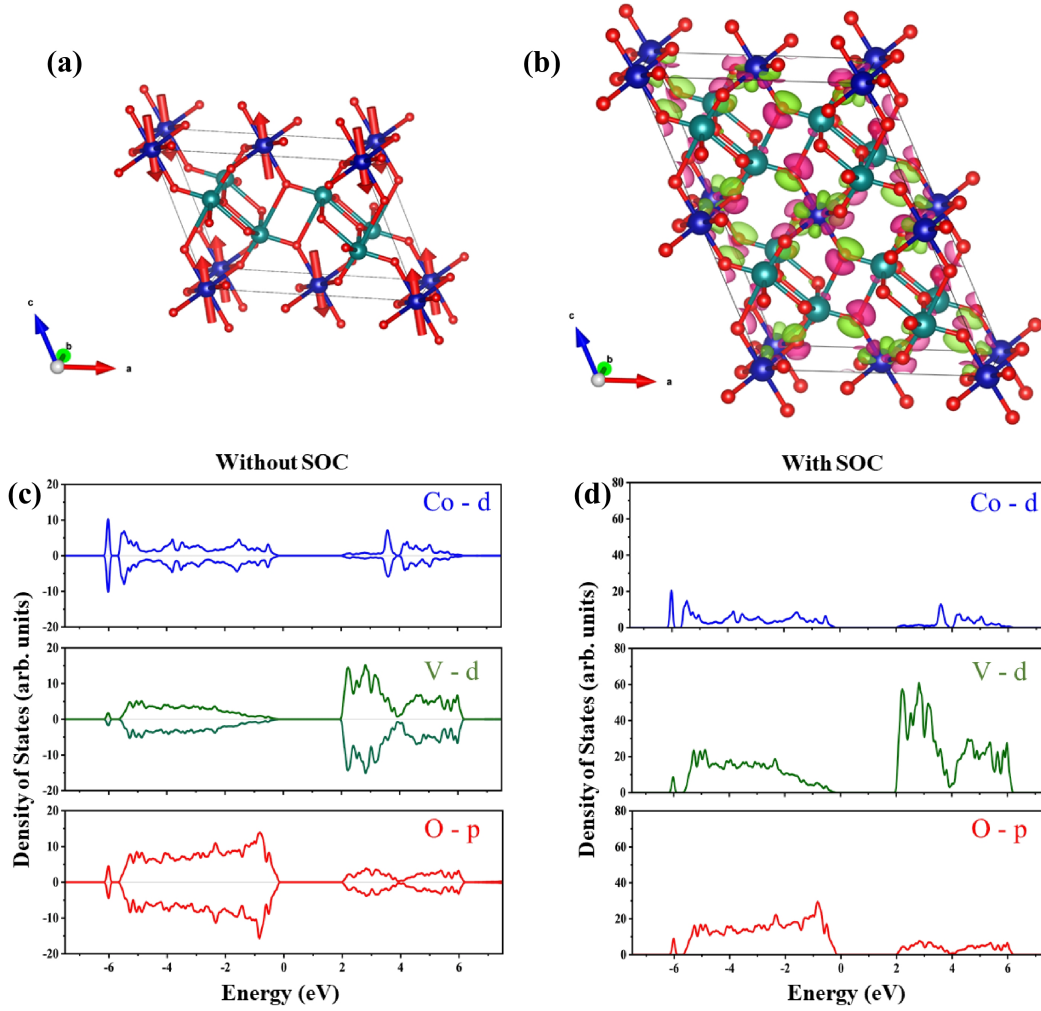 (a)
(b)
c
b
a
c
b
a
Without SOC
With SOC
(c)
(d)
Density of States (arb. units)
20
10
0
-10
-20
Co - d
20
10
0
-10
-20
V - d
20
10
0
-10
-20
O - p
-6
-4
-2
0
2
4
6
Energy (eV)
Density of States (arb. units)
80
60
40
20
0
Co - d
80
60
40
20
0
V - d
80
60
40
20
0
O - p
-6
-4
-2
0
2
4
6
Energy (eV)